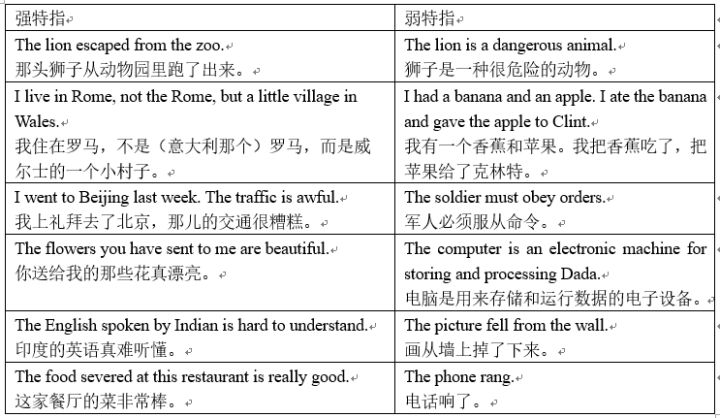 强特指
弱特指
The lion escaped from the zoo.
那头狮子从动物园里跑了出来。
The lion is a dangerous animal.
狮子是一种很危险的动物。
I live in Rome, not the Rome, but a little village in
Wales.
我住在罗马，不是（意大利那个）罗马，而是威
尔士的一个小村子。
I had a banana and an apple. I ate the banana
and gave the apple to Clint.
我有一个香蕉和苹果。我把香蕉吃了，把
苹果给了克林特。
I went to Beijing last week. The traffic is awful.
我上礼拜去了北京，那儿的交通很糟糕。
The soldier must obey orders.
军人必须服从命令。
The flowers you have sent to me are beautiful.
你送给我的那些花真漂亮。
The computer is an electronic machine for
storing and processing Dada.
电脑是用来存储和运行数据的电子设备。
The English spoken by Indian is hard to understand.
印度的英语真难听懂。
The picture fell from the wall.
画从墙上掉了下来。
The food severed at this restaurant is really good.
这家餐厅的菜非常棒。
The phone rang.
电话响了。